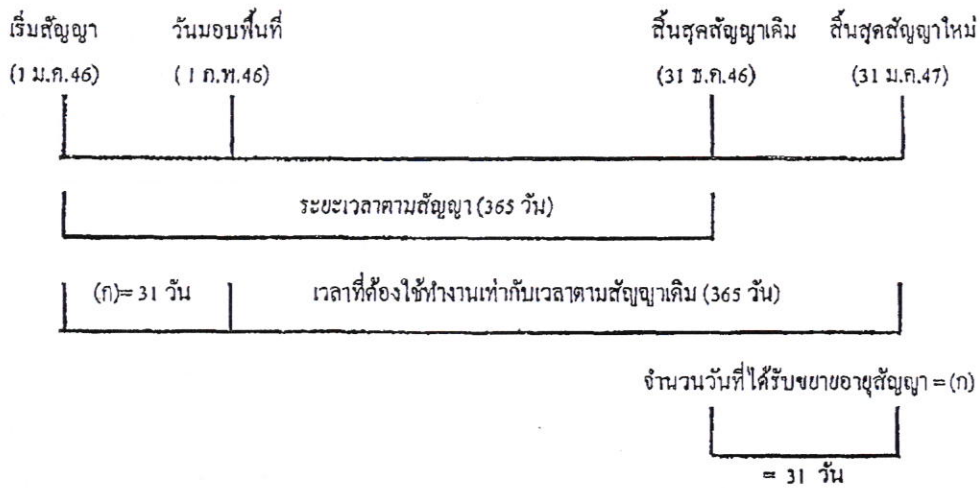 เริ่มสัญญา วันมอบพื้นที่ สิ้นสุดสัญญาเดิม สิ้นสุดสัญญาใหม่
(1 ม.ค.46) (1 ก.พ.46) (31 ธ.ค.46) (31 ม.ค.47)
ระยะเวลาตามสัญญา (365 วัน)
(ก)= 31 วัน เวลาที่ต้องใช้ทำงานเท่ากับเวลาตามสัญญาเดิม (365 วัน)
จำนวนวันที่ได้รับขยายอายุสัญญา = (ก)
= 31 วัน